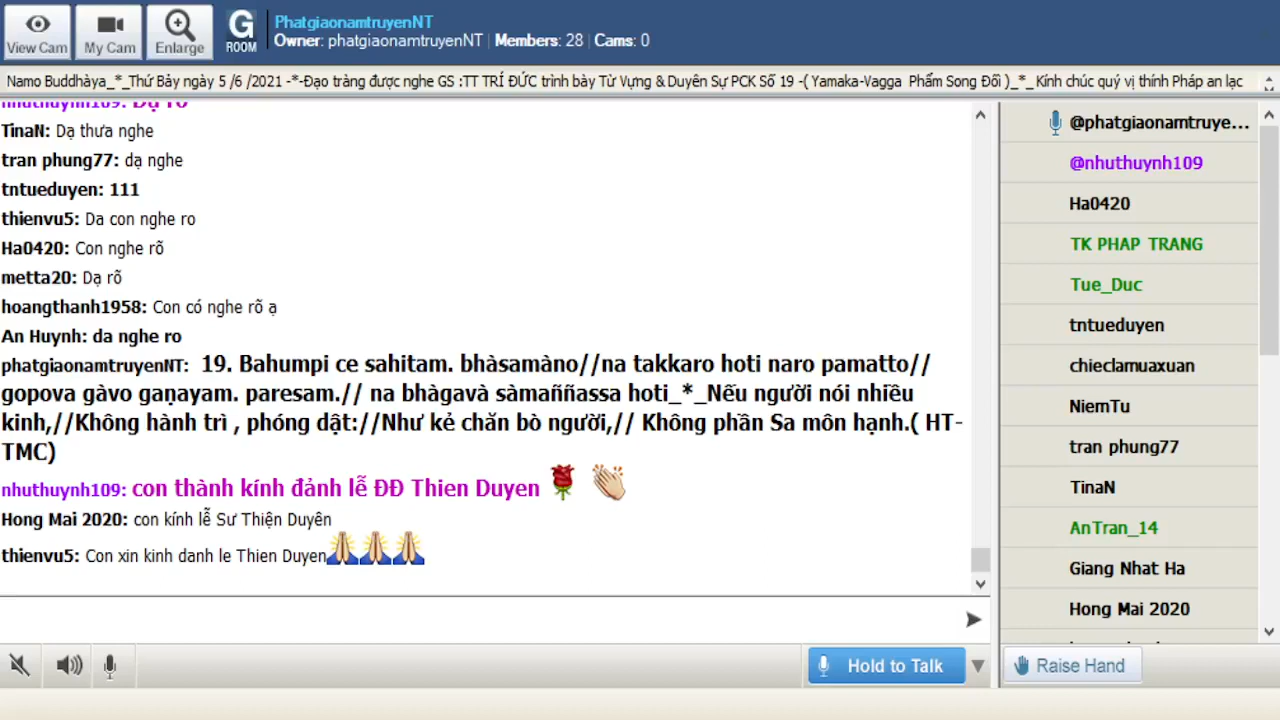 View Cam
My Cam
Enlarge
G
ROOM
PhatgiaonamtruyenNT
Owner: phatgiaonamtruyenNT | Members: 28 | Cams: 0
Namo Buddhàya_*_Thứ Bảy ngày 5 /6 /2021 -*-Đạo tràng được nghe GS :TT TRÍ ĐỨC trình bày Từ Vựng & Duyên Sự PCK Số 19 -( Yamaka-Vagga Phẩm Song Đối )_*_ Kính chúc quý vị thính Pháp an lạc
nhuthuynh109: Dạ rõ
TinaN: Dạ thưa nghe
tran phung77: dạ nghe
tntueduyen: 111
thienvu5: Da con nghe ro
Ha0420: Con nghe rõ
metta20: Dạ rõ
hoangthanh1958: Con có nghe rõ ạ
An Huynh: da nghe ro
phatgiaonamtruyenNT: 19. Bahumpi ce sahitam. bhàsamàno//na takkaro hoti naro pamatto//
gopova gàvo gaṇayam. paresam.// na bhàgavà sàmaññassa hoti_*_Nếu người nói nhiều
kinh,//Không hành trì , phóng dật://Như kẻ chăn bò người,// Không phần Sa môn hạnh.( HT-
TMC)
nhuthuynh109: con thành kính đảnh lễ ĐĐ Thien Duyen
Hong Mai 2020: con kính lễ Sư Thiện Duyên
thienvu5: Con xin kinh danh le Thien Duyen
@phatgiaonamtruye...
@nhuthuynh109
Ha0420
TK PHAP TRANG
Tue_Duc
tntueduyen
chieclamuaxuan
NiemTu
tran phung77
TinaN
AnTran_14
Giang Nhat Ha
Hong Mai 2020
Hold to Talk
Raise Hand